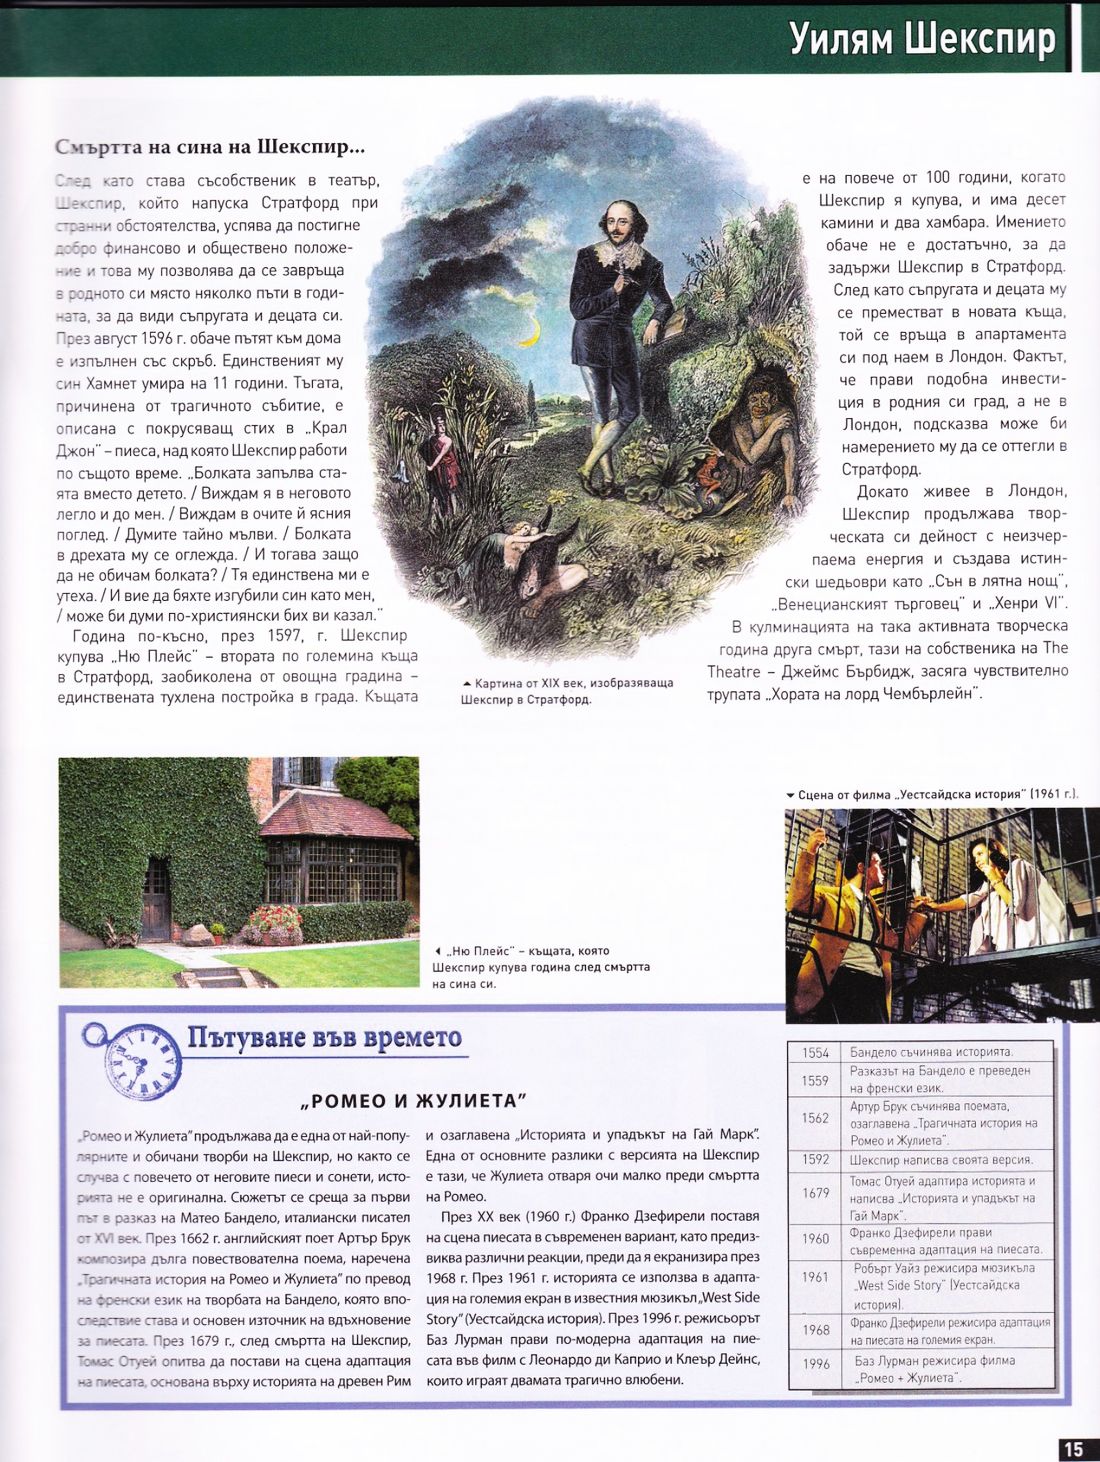 Уилям Шекспир
Смъртта на сина на Шекспир...
След като става съсобственик в театър,
Шекспир, който напуска Стратфорд при
странни обстоятелства, успява да постигне
добро финансово и обществено положе-
ние и това му позволява да се завръща
в родното си място няколко пъти в годи-
ната, за да види съпругата и децата си.
През август 1596 г. обаче пътят към дома
е изпълнен със скръб. Единственият му
син Хамнет умира на 11 години. Тъгата,
причинена от трагичното събитие, е
описана с покрусяващ стих в „Крал
Джон“ – пиеса, над която Шекспир работи
по същото време. „Болката запълва ста-
ята вместо детето. / Виждам я в неговото
легло и до мен. / Виждам в очите ѝ ясния
поглед. / Думите тайно мълви. / Болката
в дрехата му се оглежда. / И тогава защо
да не обичам болката? / Тя единствена ми е
утеха. / И вие да бяхте изгубили син като мен,
/ може би думи по-християнски бих ви казал.“
Година по-късно, през 1597, г. Шекспир
купува „Ню Плейс“ – втората по големина къща
в Стратфорд, заобиколена от овощна градина –
единствената тухлена постройка в града. Къщата
е на повече от 100 години, когато
Шекспир я купува, и има десет
камини и два хамбара. Имението
обаче не е достатъчно, за да
задържи Шекспир в Стратфорд.
След като съпругата и децата му
се преместват в новата къща,
той се връща в апартамента
си под наем в Лондон. Фактът,
че прави подобна инвести-
ция в родния си град, а не в
Лондон, подсказва може би
намерението му да се оттегли в
Стратфорд.
Докато живее в Лондон,
Шекспир продължава твор-
ческата си дейност с неизчер-
паема енергия и създава истин-
ски шедьоври като „Сън в лятна нощ“,
„Венецианският търговец“ и „Хенри VI“.
В кулминацията на така активната творческа
година друга смърт, тази на собственика на The
Theatre – Джеймс Бърбидж, засяга чувствително
трупата „Хората на лорд Чембърлейн“.
Картина от XIX век, изобразяваща
Шекспир в Стратфорд.
Сцена от филма „Уестсайдска история“ (1961 г.).
„Ню Плейс“ – къщата, която
Шекспир купува година след смъртта
на сина си.
Пътуване във времето
„РОМЕО И ЖУЛИЕТА”
„Ромео и Жулиета” продължава да е една от най-попу-
лярните и обичани творби на Шекспир, но както се
случва с повечето от неговите пиеси и сонети, исто-
рията не е оригинална. Сюжетът се среща за първи
път в разказ на Матео Бандело, италиански писател
от XVI век. През 1662 г. английският поет Артър Брук
композира дълга повествователна поема, наречена
„Трагичната история на Ромео и Жулиета” по превод
на френски език на творбата на Бандело, която впо-
следствие става и основен източник на вдъхновение
за пиесата. През 1679 г., след смъртта на Шекспир,
Томас Отуей опитва да постави на сцена адаптация
на пиесата, основана върху историята на древен Рим
и озаглавена „Историята и упадъкът на Гай Марк”.
Една от основните разлики с версията на Шекспир
е тази, че Жулиета отваря очи малко преди смъртта
на Ромео.
През XX век (1960 г.) Франко Дзефирели поставя
на сцена пиесата в съвременен вариант, като предиз-
виква различни реакции, преди да я екранизира през
1968 г. През 1961 г. историята се използва в адапта-
ция на големия екран в известния мюзикъл „West Side
Story” (Уестсайдска история). През 1996 г. режисьорът
Баз Лурман прави по-модерна адаптация на пие-
сата във филм с Леонардо ди Каприо и Клеър Дейнс,
които играят двамата трагично влюбени.
1554 Бандело съчинява историята.
1559 Разказът на Бандело е преведен
на френски език.
1562 Артур Брук съчинява поемата,
озаглавена „Трагичната история на
Ромео и Жулиета“.
1592 Шекспир написва своята версия.
1679 Томас Отуей адаптира историята и
написва „Историята и упадъкът на
Гай Марк“.
1960 Франко Дзефирели прави
съвременна адаптация на пиесата.
1961 Робърт Уайз режисира мюзикъла
„West Side Story“ (Уестсайдска
история).
1968 Франко Дзефирели режисира адаптация
на пиесата на големия екран.
1996 Баз Лурман режисира филма
„Ромео + Жулиета“.
15